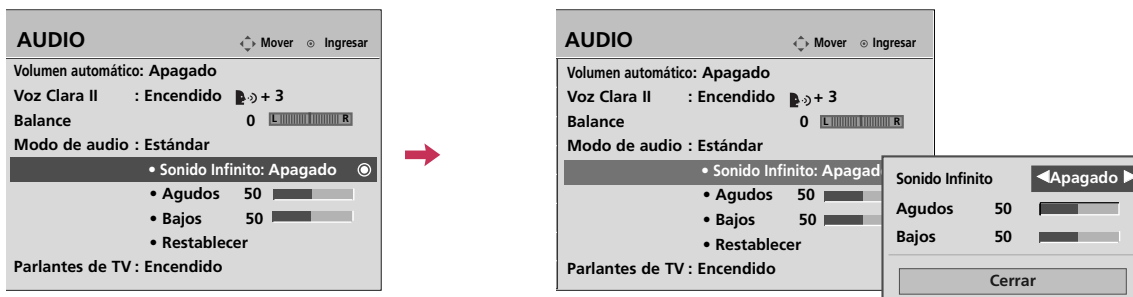 AUDIO Mover Ingresar
Volumen automático: Apagado
Voz Clara II : Encendido + 3
Balance 0 L R
Modo de audio : Estándar
• Sonido Infinito: Apagado
• Agudos 50
• Bajos 50
• Restablecer
Parlantes de TV : Encendido
AUDIO Mover Ingresar
Volumen automático: Apagado
Voz Clara II : Encendido + 3
Balance 0 L R
Modo de audio : Estándar
• Sonido Infinito: Apagad
• Agudos 50
• Bajos 50
• Restablecer
Parlantes de TV : Encendido
Sonido Infinito ◀Apagado ▶
Agudos 50
Bajos 50
Cerrar